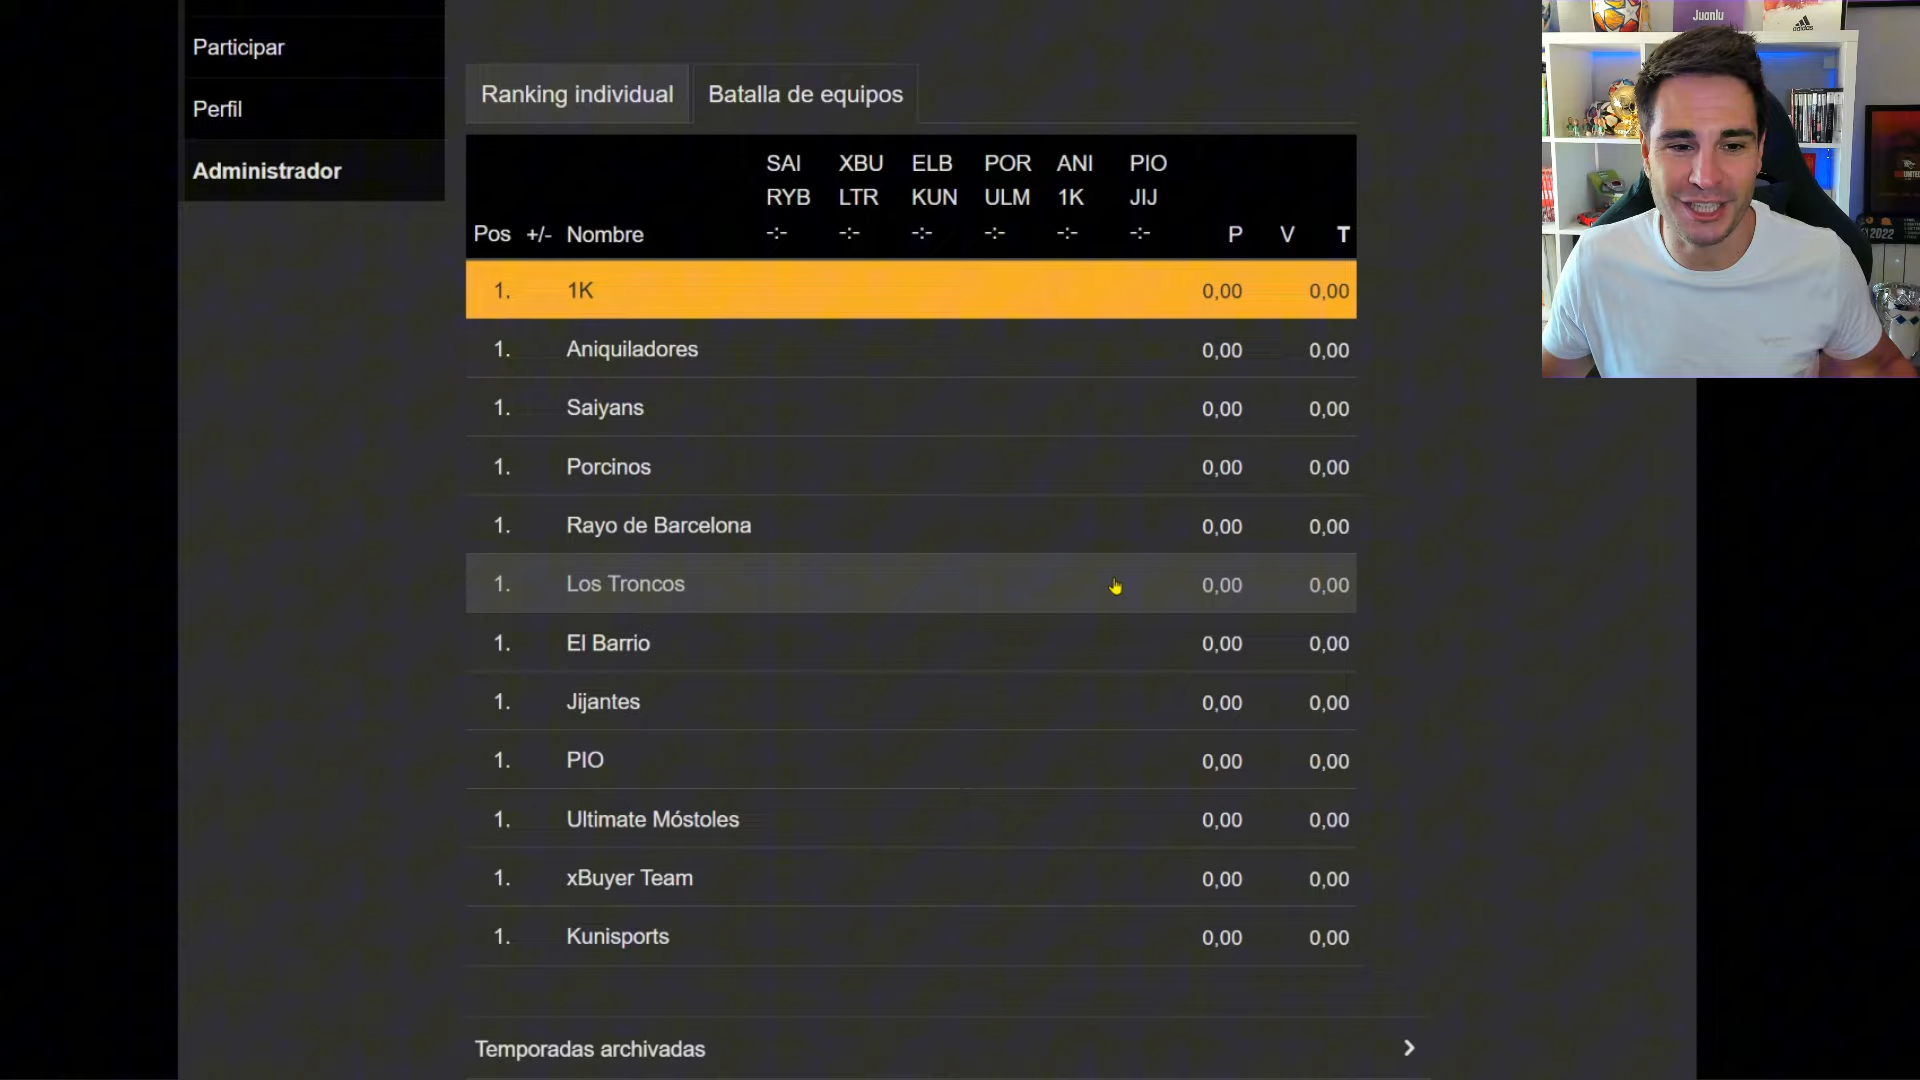 Participar
Perfil
Administrador
Ranking individual
Batalla de equipos
SAI XBU ELB POR ANI PIO
RYB LTR KUN ULM 1K JIJ
Pos +/- Nombre -:- -:- -:- -:- -:- -:- P V T
1. 1K 0,00 0,00
1. Aniquiladores 0,00 0,00
1. Saiyans 0,00 0,00
1. Porcinos 0,00 0,00
1. Rayo de Barcelona 0,00 0,00
1. Los Troncos 0,00 0,00
1. El Barrio 0,00 0,00
1. Jijantes 0,00 0,00
1. PIO 0,00 0,00
1. Ultimate Móstoles 0,00 0,00
1. xBuyer Team 0,00 0,00
1. Kunisports 0,00 0,00
Temporadas archivadas
Juanlu
adidas
UNITED
2022